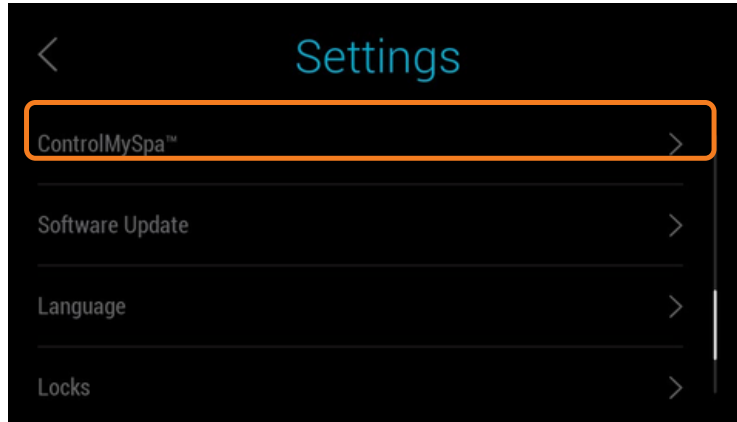 Settings
ControlMySpa™
Software Update
Language
Locks